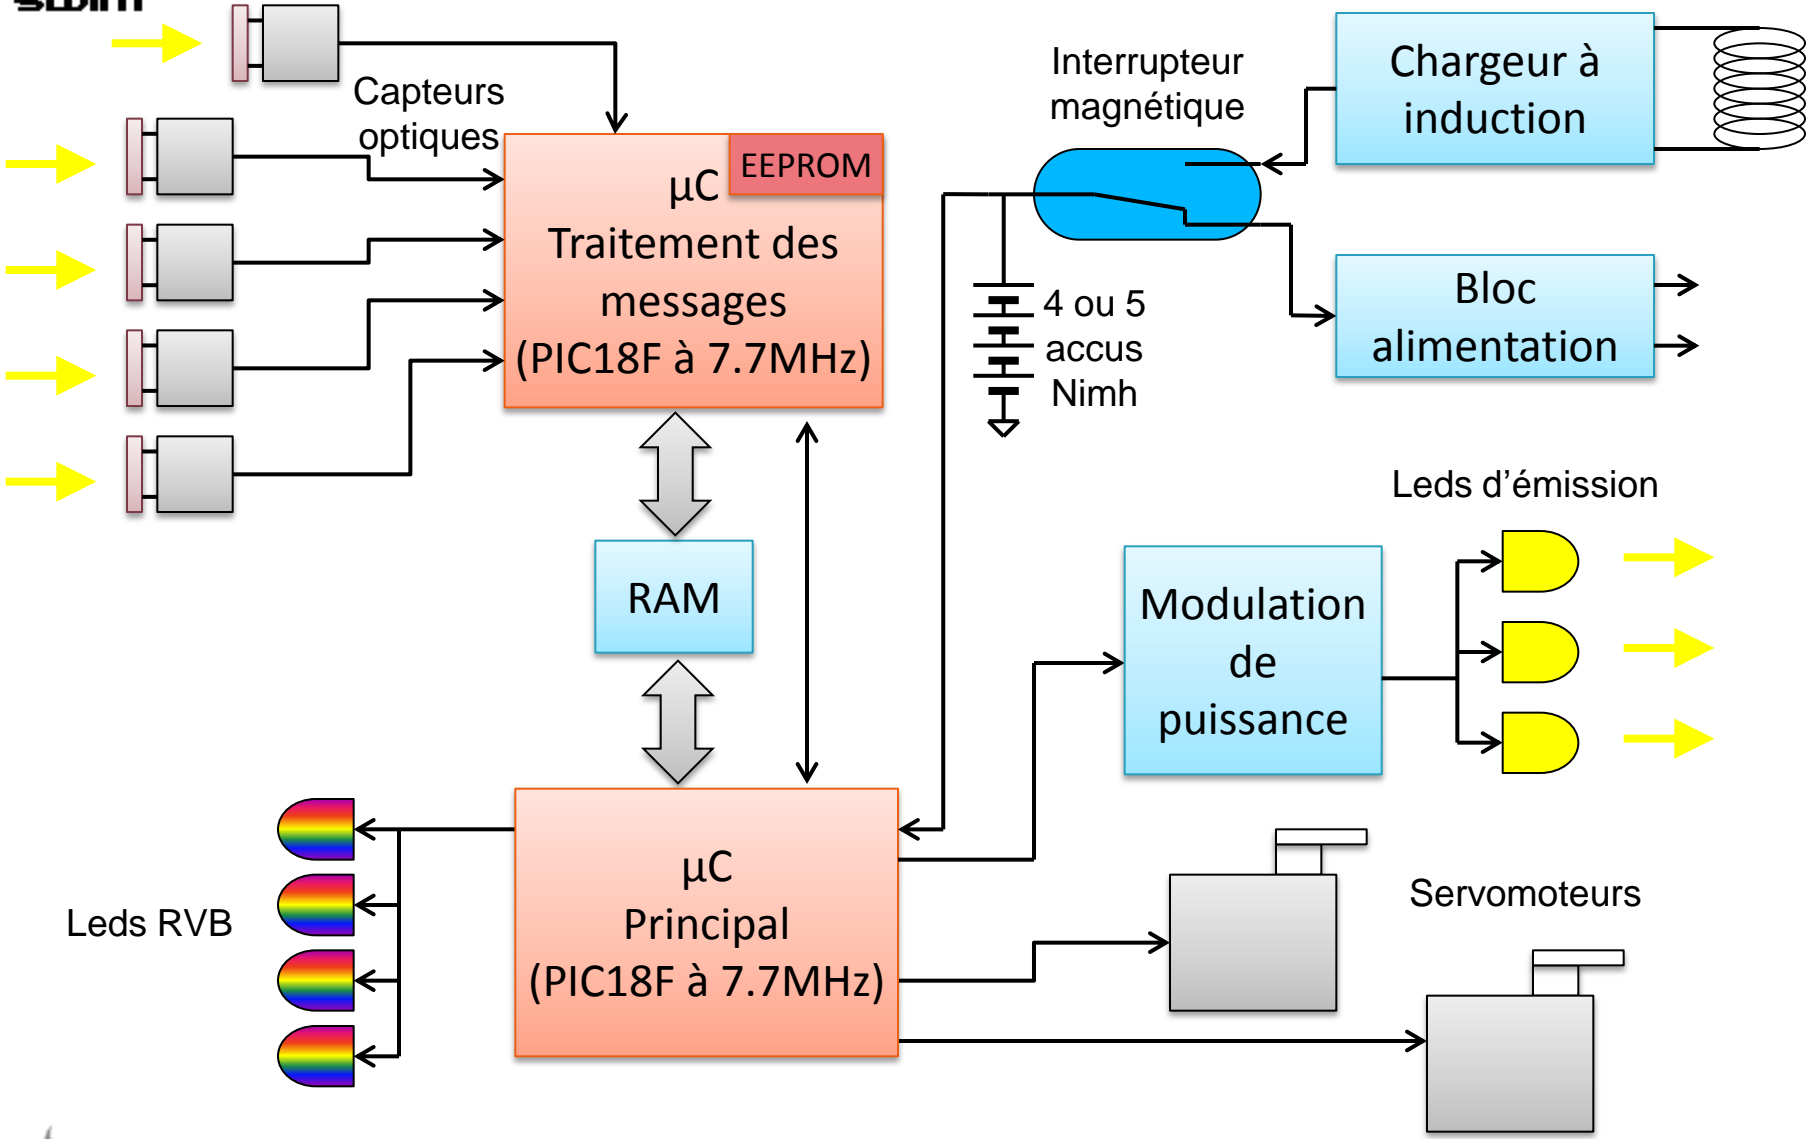 Capteurs
optiques
EEPROM
µC
Traitement des
messages
(PIC18F à 7.7MHz)
Interrupteur
magnétique
Chargeur à
induction
4 ou 5
accus
Nimh
Bloc
alimentation
RAM
Leds d’émission
Modulation
de
puissance
Leds RVB
µC
Principal
(PIC18F à 7.7MHz)
Servomoteurs